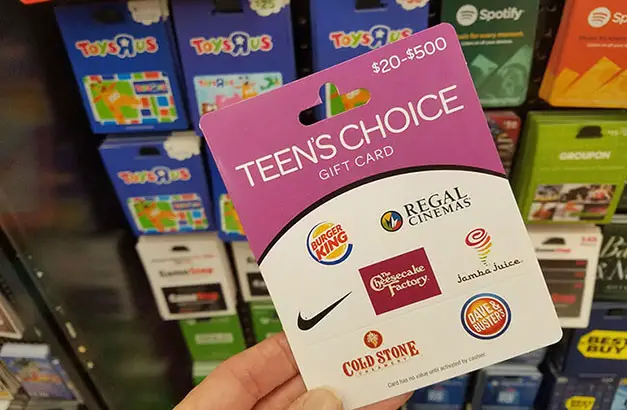 TOYS"R"US
TOYS"R"US
TOYS"R"US
Spotify
Spotify
$20-$500
TEEN'S CHOICE
GIFT CARD
GROUPON
TOYS"R"US
GameStop
BURGER
KING
REGAL
CINEMAS
The
Cheesecake
Factory
Jamba Juice
DAVE &
BUSTER'S
COLD STONE
CREAMERY
Card has no value until activated by cashier.
BEST
BUY